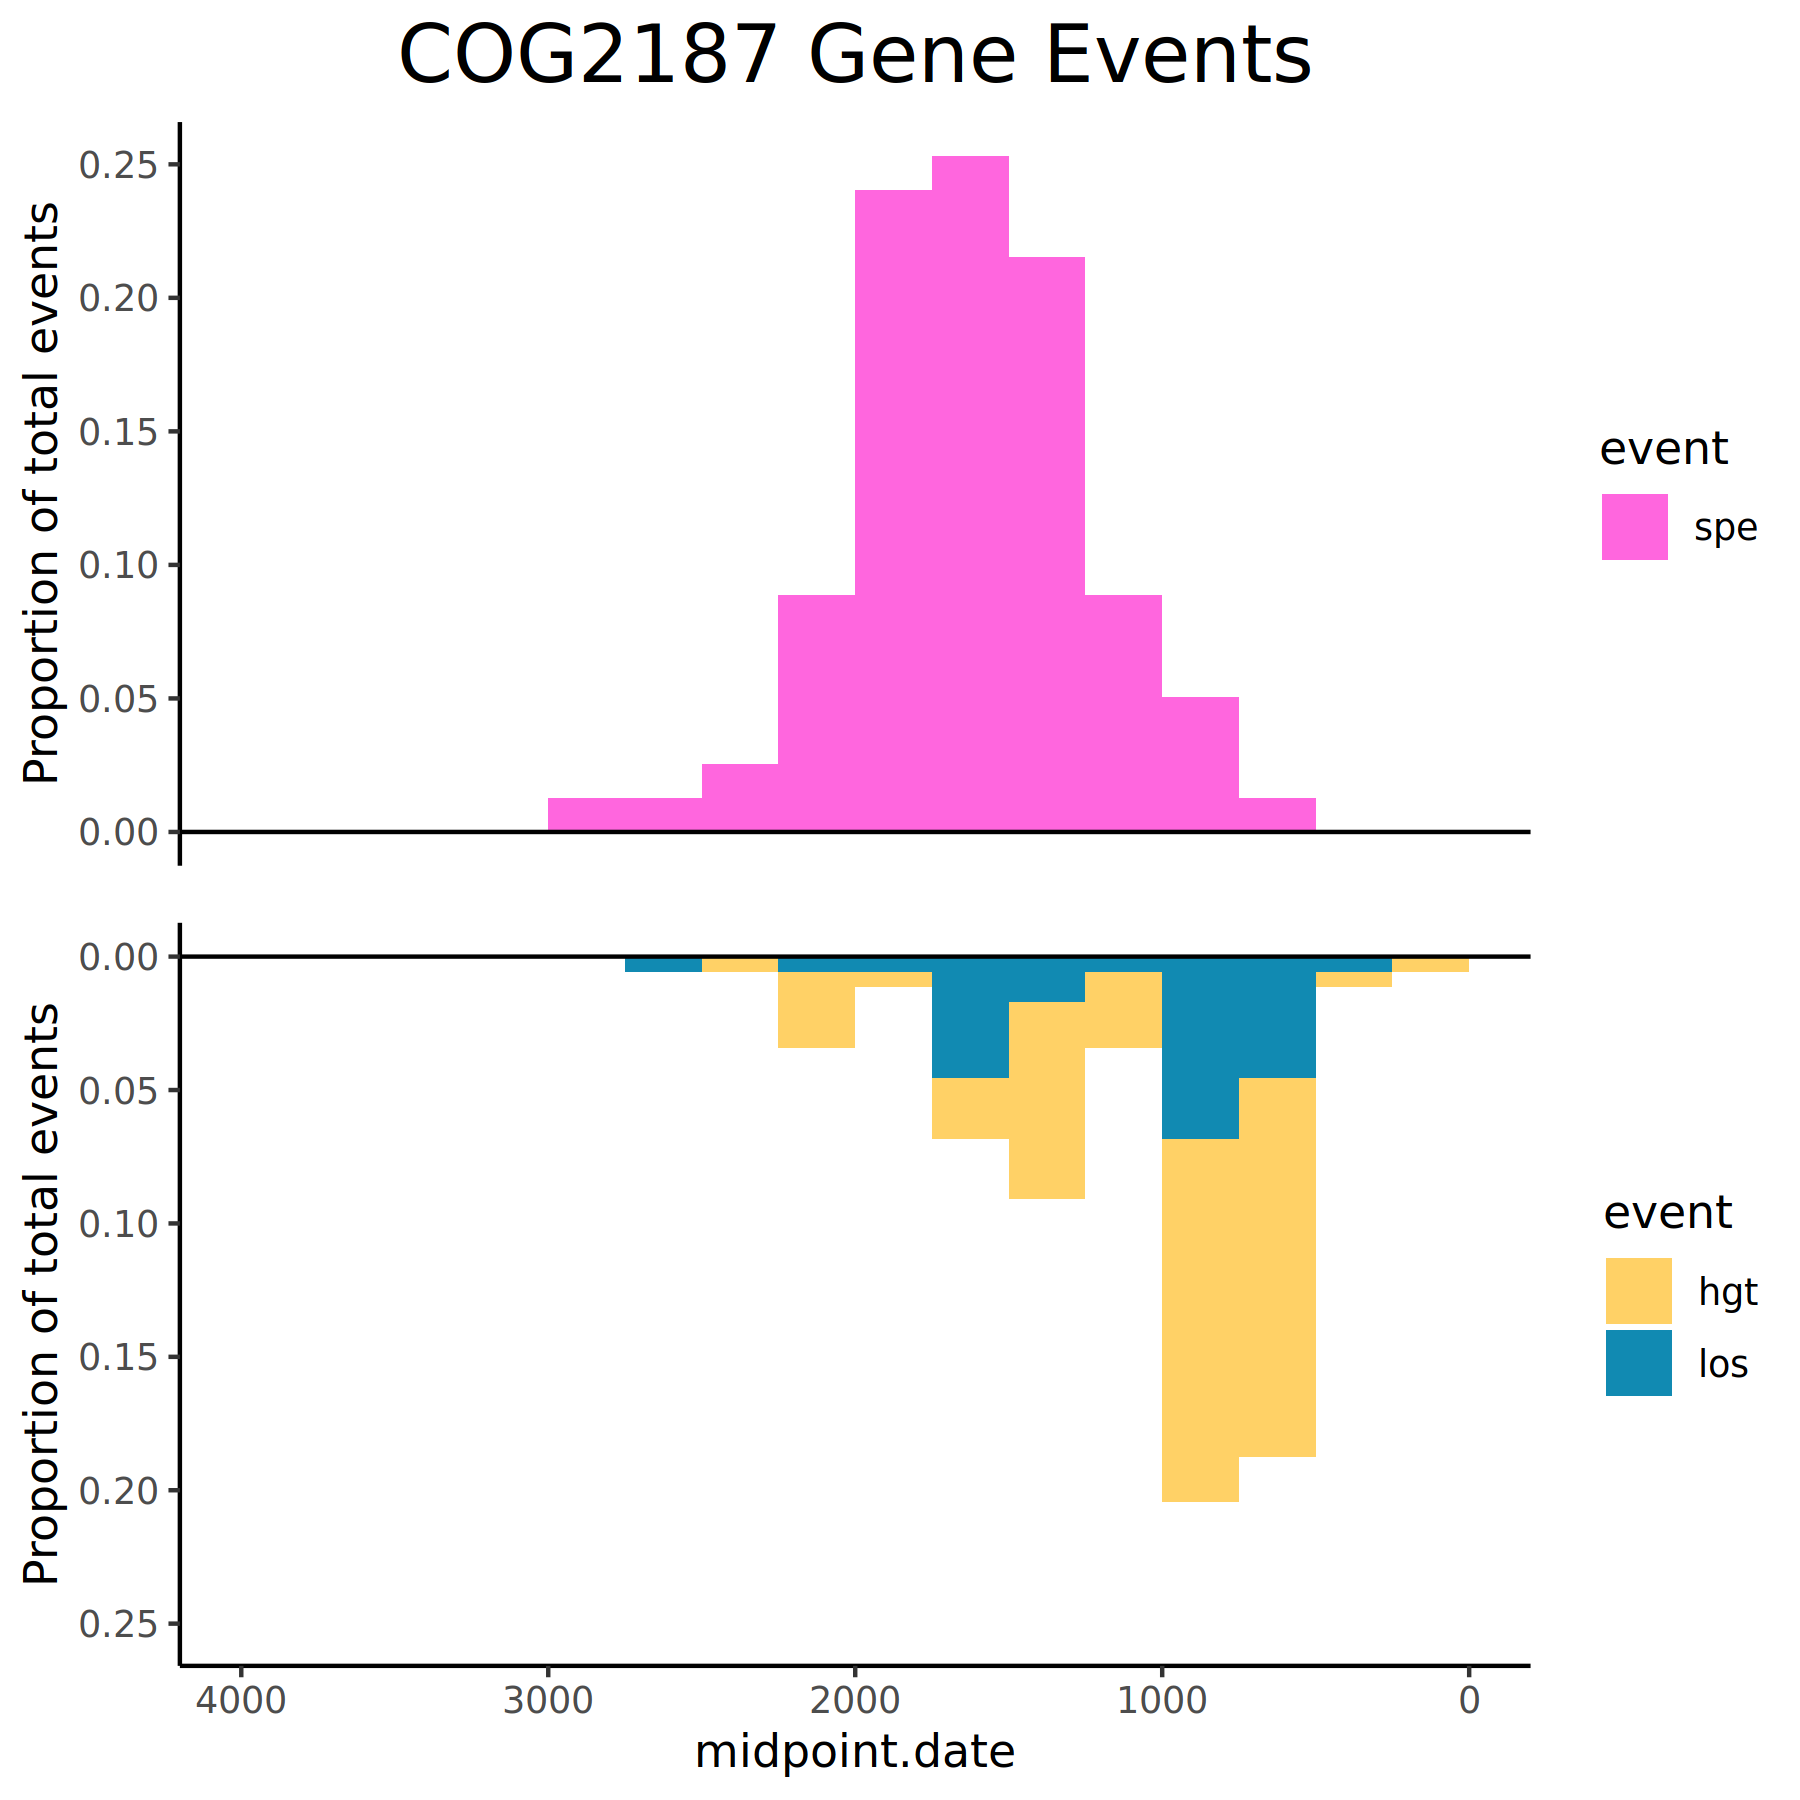 COG2187 Gene Events
Proportion of total events
0.25
0.20
0.15
0.10
0.05
0.00
event
spe
Proportion of total events
0.00
0.05
0.10
0.15
0.20
0.25
event
hgt
los
4000 3000 2000 1000 0
midpoint.date